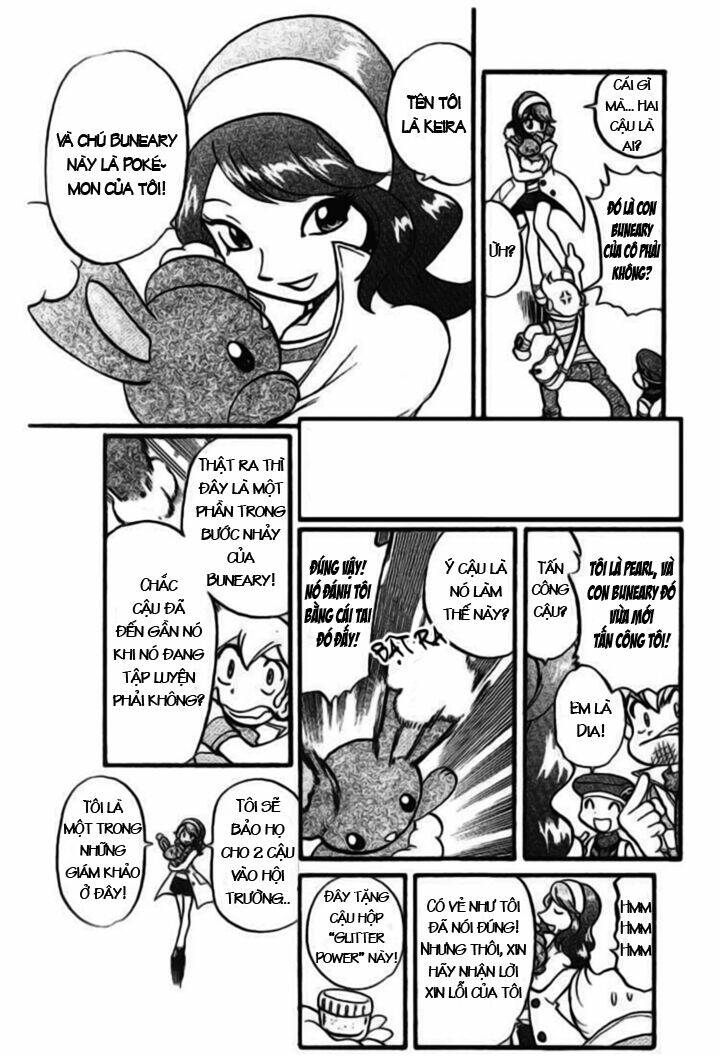 CÁI GÌ
MÀ... HAI
CẬU LÀ
AI?
ĐÓ LÀ CON
BUNEARY
CỦA CÔ PHẢI
KHÔNG?
ỪH?
TÊN TÔI
LÀ KEIRA
VÀ CHÚ BUNEARY
NÀY LÀ POKÉ-
MON CỦA TÔI!
TÔI LÀ PEARL, VÀ
CON BUNEARY ĐÓ
VỪA MỚI
TẤN CÔNG TÔI!
TẤN
CÔNG
CẬU?
EM LÀ
DIA!
Ý CẬU LÀ
NÓ LÀM
THẾ NÀY?
ĐÚNG VẬY!
NÓ ĐÁNH TÔI
BẰNG CÁI TAI
ĐÓ ĐẤY!
BẠT RA
THẬT RA THÌ
ĐÂY LÀ MỘT
PHẦN TRONG
BƯỚC NHẢY
CỦA
BUNEARY!
CHẮC
CẬU ĐÃ
ĐẾN GẦN NÓ
KHI NÓ ĐANG
TẬP LUYỆN
PHẢI KHÔNG?
HMM
HMM
HMM
CÓ VẺ NHƯ TÔI
ĐÃ NÓI ĐÚNG!
NHƯNG THÔI, XIN
HÃY NHẬN LỜI
XIN LỖI CỦA TÔI
ĐÂY TẶNG
CẬU HỘP
"GLITTER
POWER" NÀY!
TÔI SẼ
BẢO HỌ
CHO 2 CẬU
VÀO HỘI
TRƯỜNG..
TÔI LÀ
MỘT TRONG
NHỮNG
GIÁM KHẢO
Ở ĐÂY!